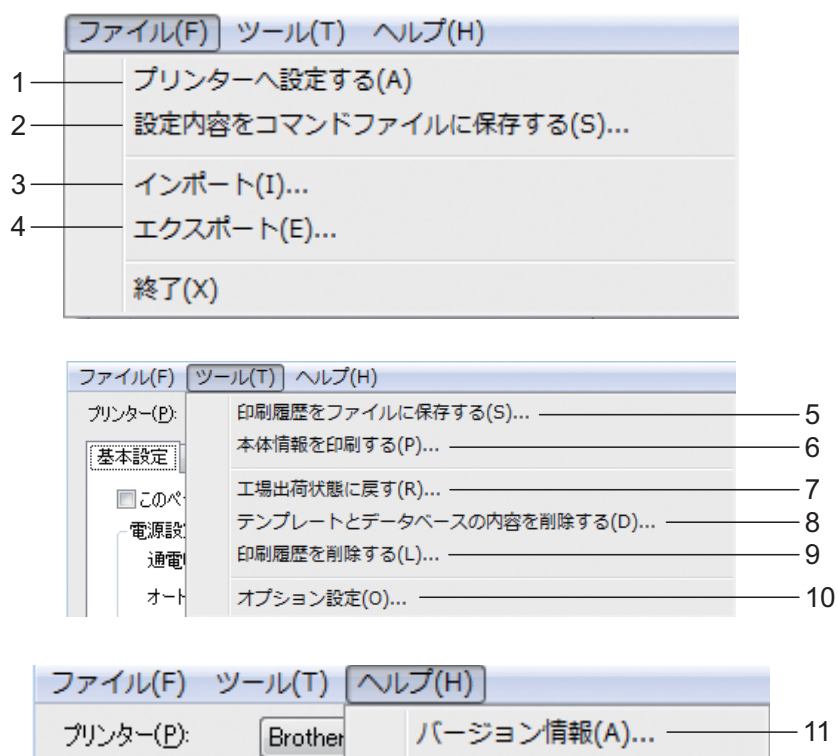 ファイル(F) ツール(T) ヘルプ(H)
1 プリンターへ設定する(A)
2 設定内容をコマンドファイルに保存する(S)...
3 インポート(I)...
4 エクスポート(E)...
終了(X)
ファイル(F) ツール(T) ヘルプ(H)
プリンター(P): 印刷履歴をファイルに保存する(S)... 5
本体情報を印刷する(P)... 6
基本設定
工場出荷状態に戻す(R)... 7
このペ
テンプレートとデータベースの内容を削除する(D)... 8
電源設
印刷履歴を削除する(L)... 9
通電
オート オプション設定(O)... 10
ファイル(F) ツール(T) ヘルプ(H)
プリンター(P): Brother バージョン情報(A)... 11